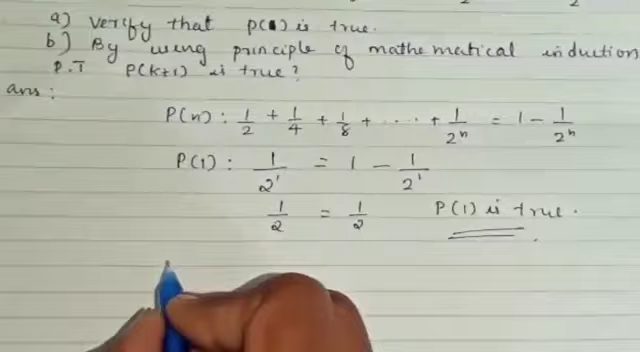 a) Verify that P(1) is true.
b) By using principle of mathematical induction
P.T P(k+1) is true?
ans:
P(n): 1/2 + 1/4 + 1/8 + .... + 1/2ⁿ = 1 - 1/2ⁿ
P(1): 1/2¹ = 1 - 1/2¹
1/2 = 1/2 P(1) is true.